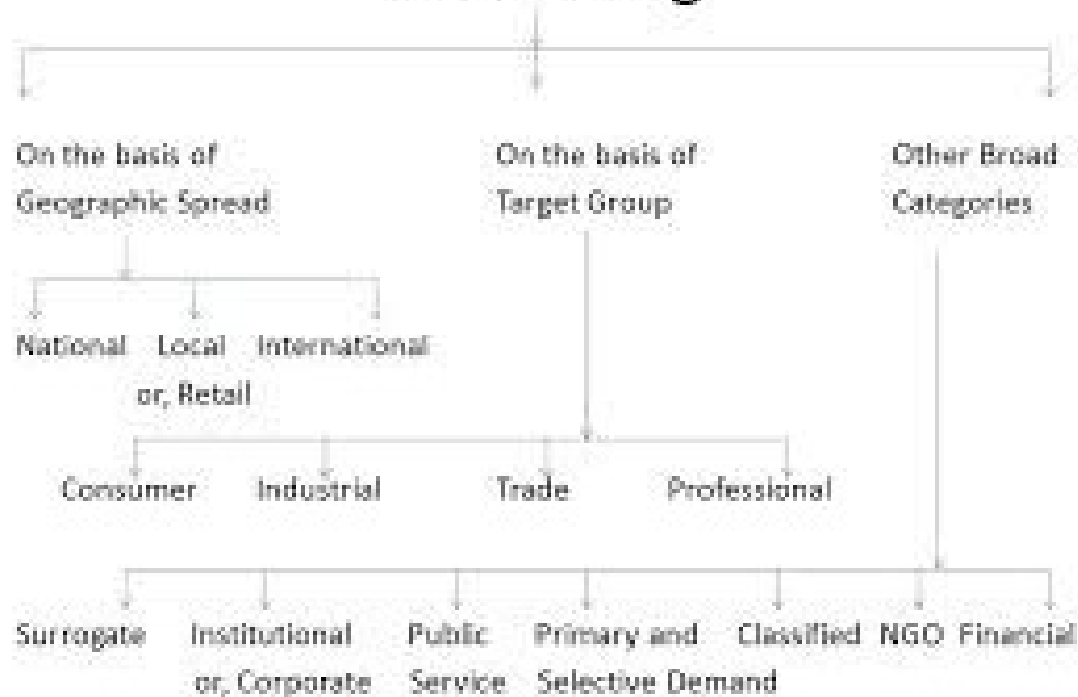 On the basis of
Geographic Spread
On the basis of
Target Group
Other Broad
Categories
National Local International
or, Retail
Consumer Industrial Trade Professional
Surrogate Institutional Public Primary and Classified NGO Financial
or, Corporate Service Selective Demand